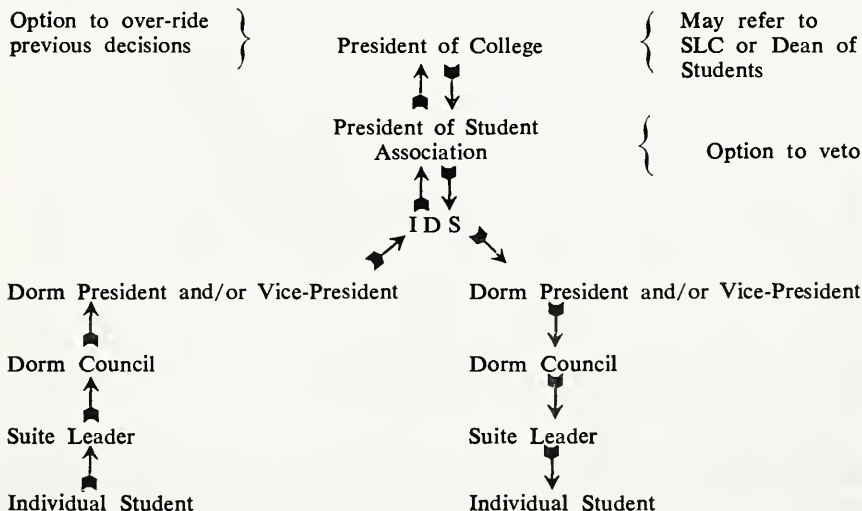 Option to over-ride
previous decisions
President of College
May refer to
SLC or Dean of
Students
President of Student
Association
Option to veto
I D S
Dorm President and/or Vice-President
Dorm President and/or Vice-President
Dorm Council
Dorm Council
Suite Leader
Suite Leader
Individual Student
Individual Student